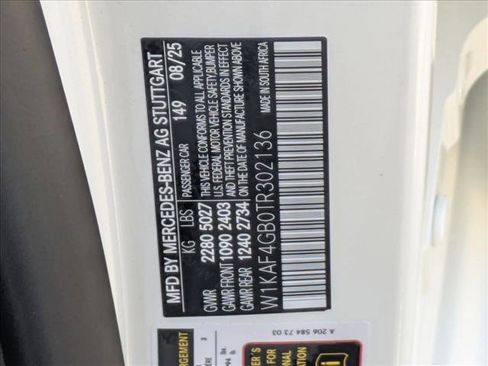 MFD BY MERCEDES-BENZ AG STUTTGART
PASSENGER CAR 149 08/25
KG LBS
GVWR 2280 5027
GAWR FRONT 1090 2403
GAWR REAR 1240 2734
THIS VEHICLE CONFORMS TO ALL APPLICABLE
U.S. FEDERAL MOTOR VEHICLE SAFETY,BUMPER
AND THEFT PREVENTION STANDARDS IN EFFECT
ON THE DATE OF MANUFACTURE SHOWN ABOVE
W1KAF4GB0TR302136
MADE IN SOUTH AFRICA
A 206 584 71 03